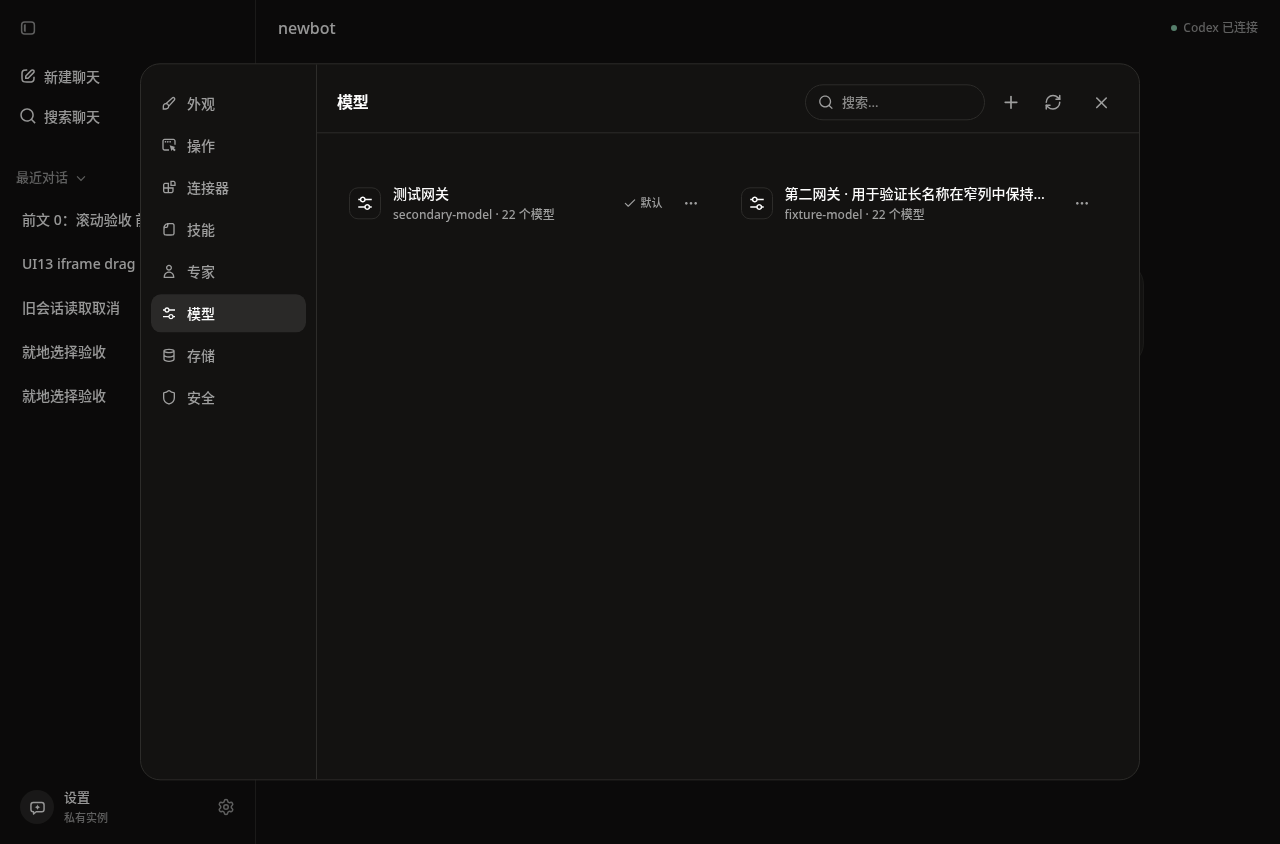 newbot
Codex 已连接
新建聊天
搜索聊天
最近对话
前文 0：滚动验收
UI13 iframe drag
旧会话读取取消
就地选择验收
就地选择验收
设置
私有实例
外观
操作
连接器
技能
专家
模型
存储
安全
模型
搜索...
测试网关
secondary-model · 22 个模型
默认
第二网关 · 用于验证长名称在窄列中保持...
fixture-model · 22 个模型